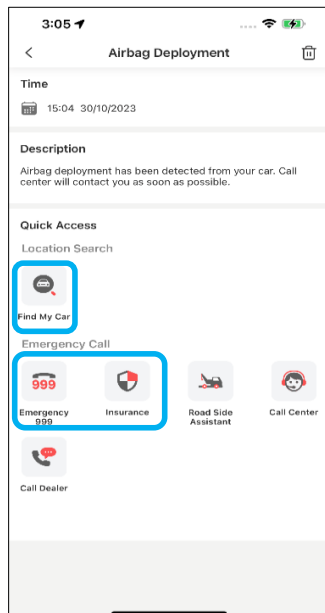 3:05
Airbag Deployment
Time
15:04 30/10/2023
Description
Airbag deployment has been detected from your car. Call
center will contact you as soon as possible.
Quick Access
Location Search
Find My Car
Emergency Call
999
Emergency
999
Insurance
Road Side
Assistant
Call Center
Call Dealer